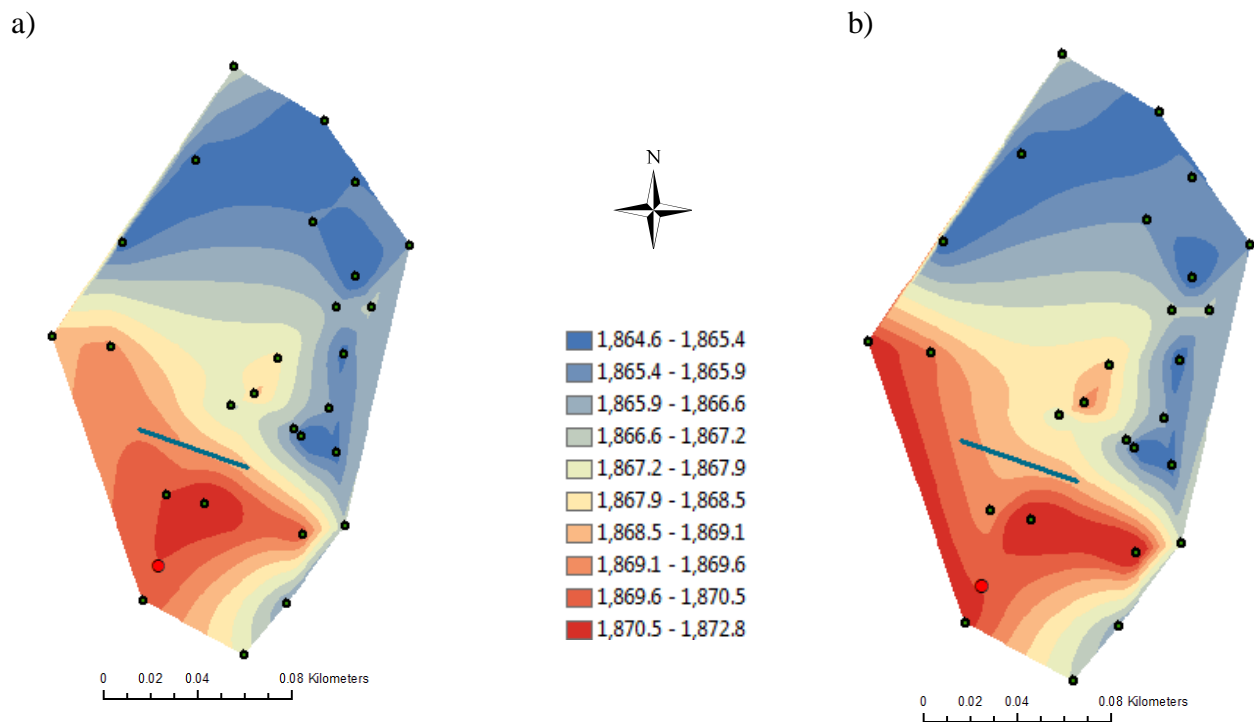 a)
b)
N
1,864.6 - 1,865.4
1,865.4 - 1,865.9
1,865.9 - 1,866.6
1,866.6 - 1,867.2
1,867.2 - 1,867.9
1,867.9 - 1,868.5
1,868.5 - 1,869.1
1,869.1 - 1,869.6
1,869.6 - 1,870.5
1,870.5 - 1,872.8
0 0.02 0.04 0.08 Kilometers
0 0.02 0.04 0.08 Kilometers